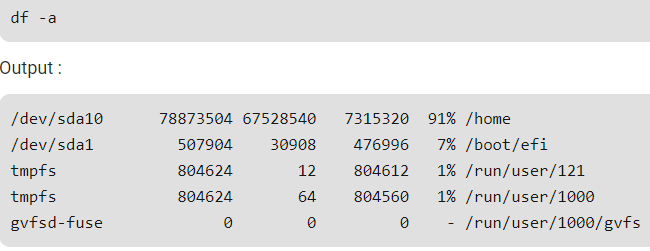 df -a
Output :
/dev/sda10 78873504 67528540 7315320 91% /home
/dev/sda1 507904 30908 476996 7% /boot/efi
tmpfs 804624 12 804612 1% /run/user/121
tmpfs 804624 64 804560 1% /run/user/1000
gvfsd-fuse 0 0 0 - /run/user/1000/gvfs